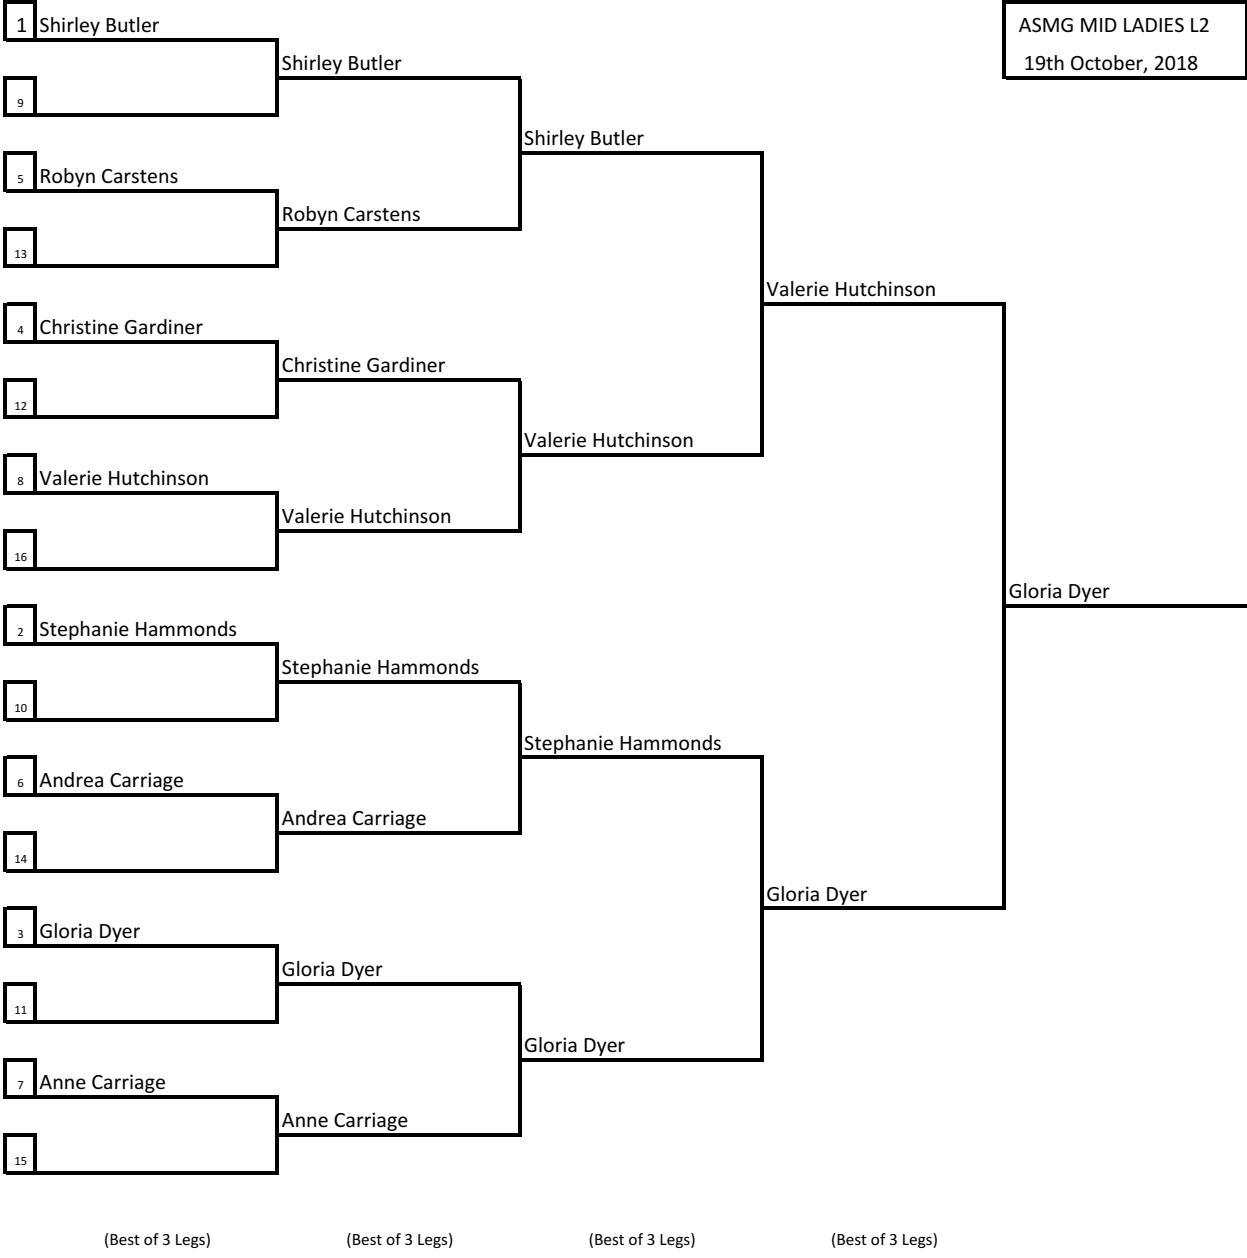 1 Shirley Butler
ASMG MID LADIES L2
Shirley Butler
19th October, 2018
9
Shirley Butler
5 Robyn Carstens
Robyn Carstens
13
Valerie Hutchinson
4 Christine Gardiner
Christine Gardiner
12
Valerie Hutchinson
8 Valerie Hutchinson
Valerie Hutchinson
16
Gloria Dyer
2 Stephanie Hammonds
Stephanie Hammonds
10
Stephanie Hammonds
6 Andrea Carriage
Andrea Carriage
14
Gloria Dyer
3 Gloria Dyer
Gloria Dyer
11
Gloria Dyer
7 Anne Carriage
Anne Carriage
15
(Best of 3 Legs) (Best of 3 Legs) (Best of 3 Legs) (Best of 3 Legs)